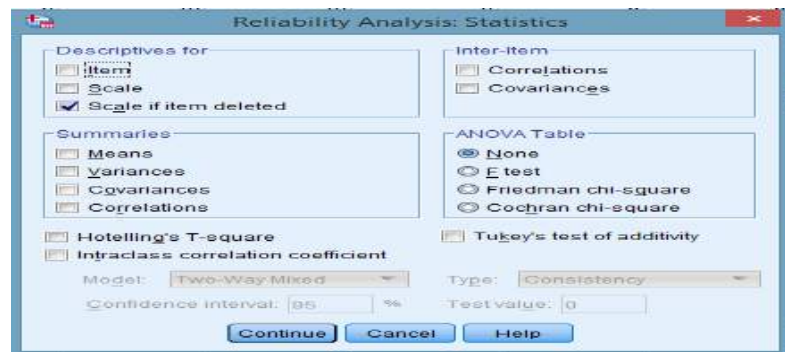 Reliability Analysis: Statistics
Descriptives for
Item
Scale
Scale if item deleted
Inter-Item
Correlations
Covariances
Summaries
Means
Variances
Covariances
Correlations
ANOVA Table
None
F test
Friedman chi-square
Cochran chi-square
Hotelling's T-square
Tukey's test of additivity
Intraclass correlation coefficient
Model: Two-Way Mixed
Type: Consistency
Confidence interval: 95 %
Test value: 0
Continue Cancel Help